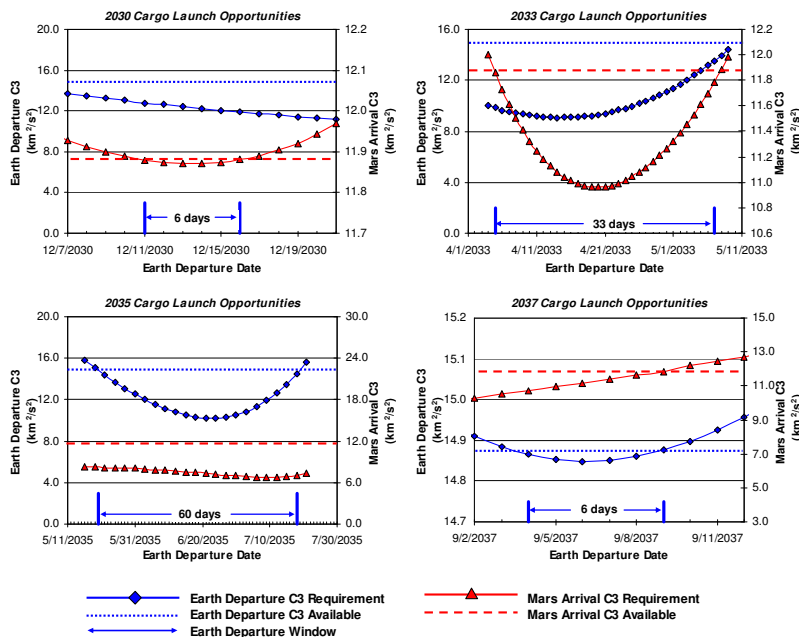 2030 Cargo Launch Opportunities
Earth Departure C3
(km²/s²)
20.0
16.0
12.0
8.0
4.0
0.0
12.1
12.0
11.9
11.8
11.7
Mars Arrival C3
(km²/s²)
6 days
12/7/2030
12/11/2030
12/15/2030
12/19/2030
Earth Departure Date
2033 Cargo Launch Opportunities
Earth Departure C3
(km²/s²)
16.0
12.0
8.0
4.0
0.0
12.2
12.0
11.8
11.6
11.4
11.2
11.0
10.8
10.6
Mars Arrival C3
(km²/s²)
33 days
4/1/2033
4/11/2033
4/21/2033
5/1/2033
5/11/2033
Earth Departure Date
2035 Cargo Launch Opportunities
Earth Departure C3
(km²/s²)
20.0
16.0
12.0
8.0
4.0
0.0
30.0
24.0
18.0
12.0
6.0
0.0
Mars Arrival C3
(km²/s²)
60 days
5/11/2035
5/31/2035
6/20/2035
7/10/2035
7/30/2035
Earth Departure Date
2037 Cargo Launch Opportunities
Earth Departure C3
(km²/s²)
15.2
15.1
15.0
14.9
14.8
14.7
15.0
13.0
11.0
9.0
7.0
5.0
3.0
Mars Arrival C3
(km²/s²)
6 days
9/2/2037
9/5/2037
9/8/2037
9/11/2037
Earth Departure Date
Earth Departure C3 Requirement
Earth Departure C3 Available
Earth Departure Window
Mars Arrival C3 Requirement
Mars Arrival C3 Available